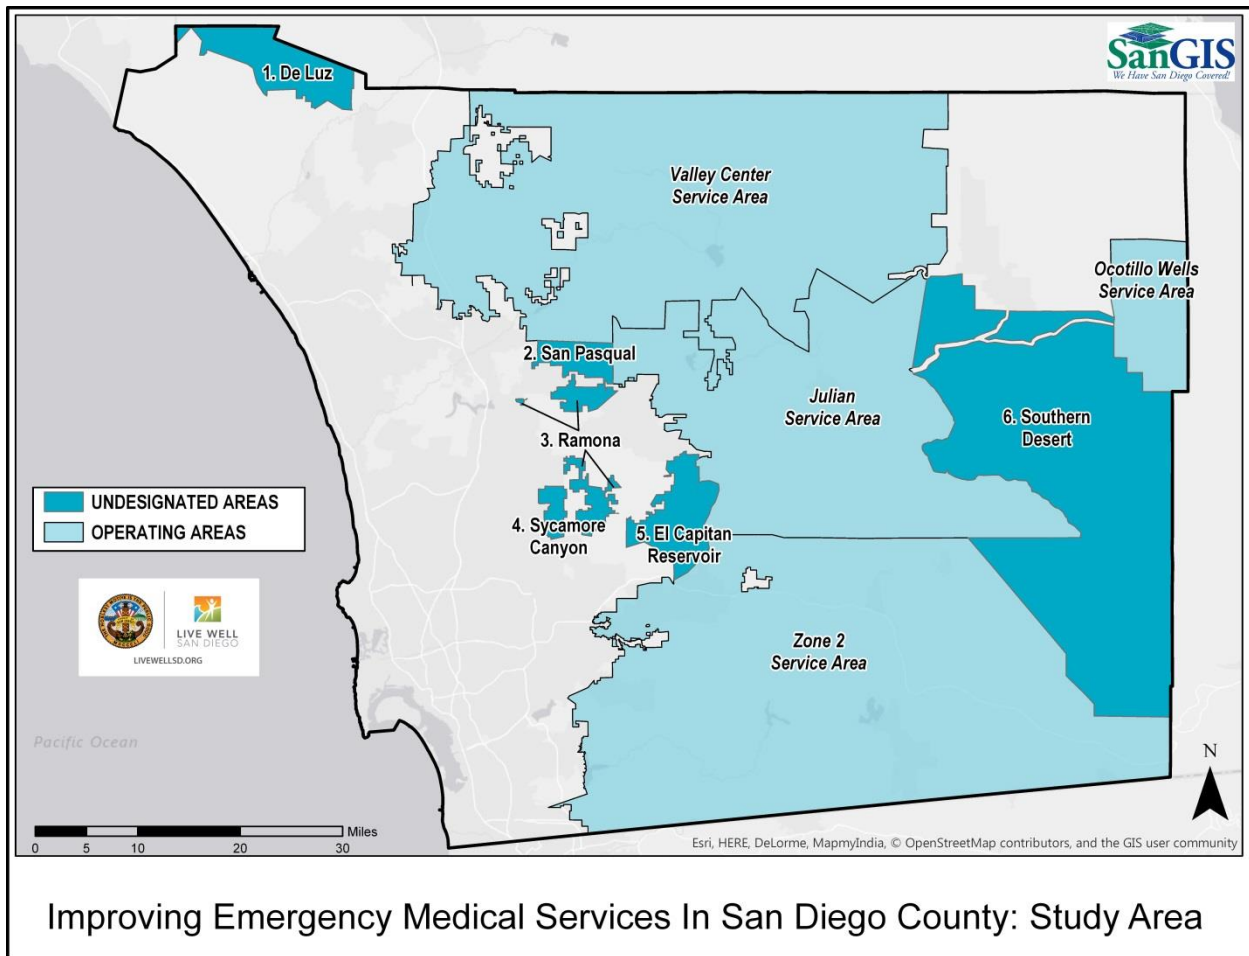 SanGIS
We Have San Diego Covered!
1. De Luz
Valley Center
Service Area
Ocotillo Wells
Service Area
2. San Pasqual
Julian
Service Area
6. Southern
Desert
3. Ramona
UNDESIGNATED AREAS
OPERATING AREAS
4. Sycamore
Canyon
5. El Capitan
Reservoir
LIVE WELL
SAN DIEGO
LIVEWELLSD.ORG
Zone 2
Service Area
Pacific Ocean
N
Miles
0 5 10 20 30
Esri, HERE, DeLorme, MapmyIndia, © OpenStreetMap contributors, and the GIS user community
Improving Emergency Medical Services In San Diego County: Study Area